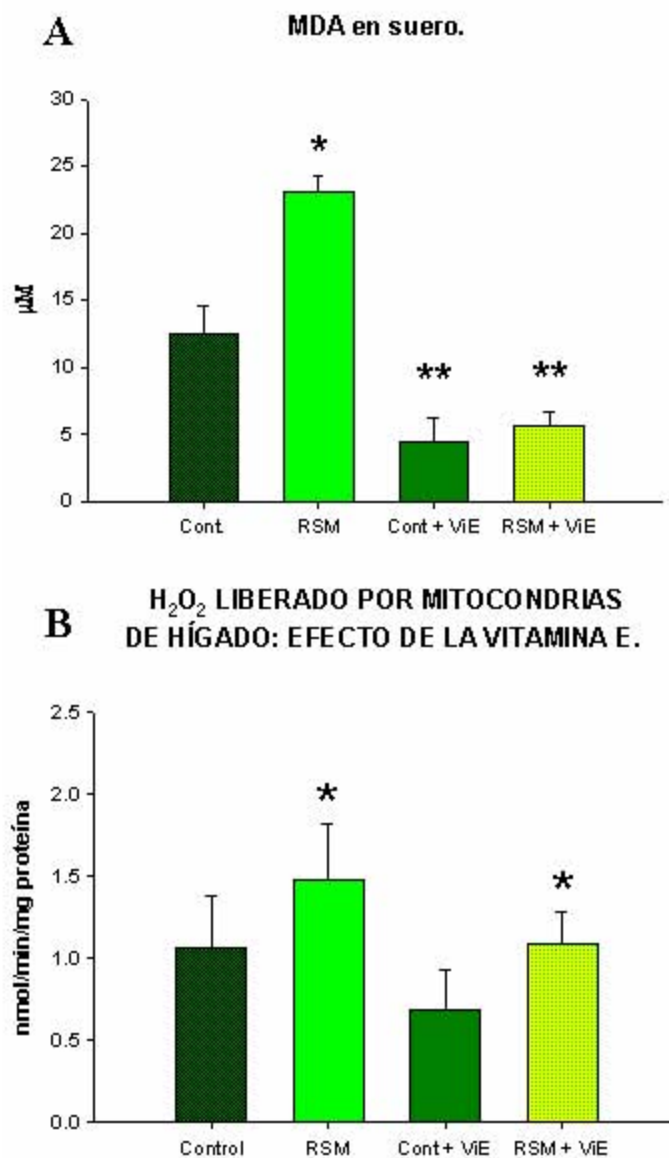 A
MDA en suero.
30
25
20
15
10
5
0
µM
*
**
**
Cont.
RSM
Cont + ViE
RSM + ViE
B
H₂O₂ LIBERADO POR MITOCONDRIAS
DE HÍGADO: EFECTO DE LA VITAMINA E.
2.5
2.0
1.5
1.0
0.5
0.0
nmol/min/mg proteína
*
*
Control
RSM
Cont + ViE
RSM + ViE